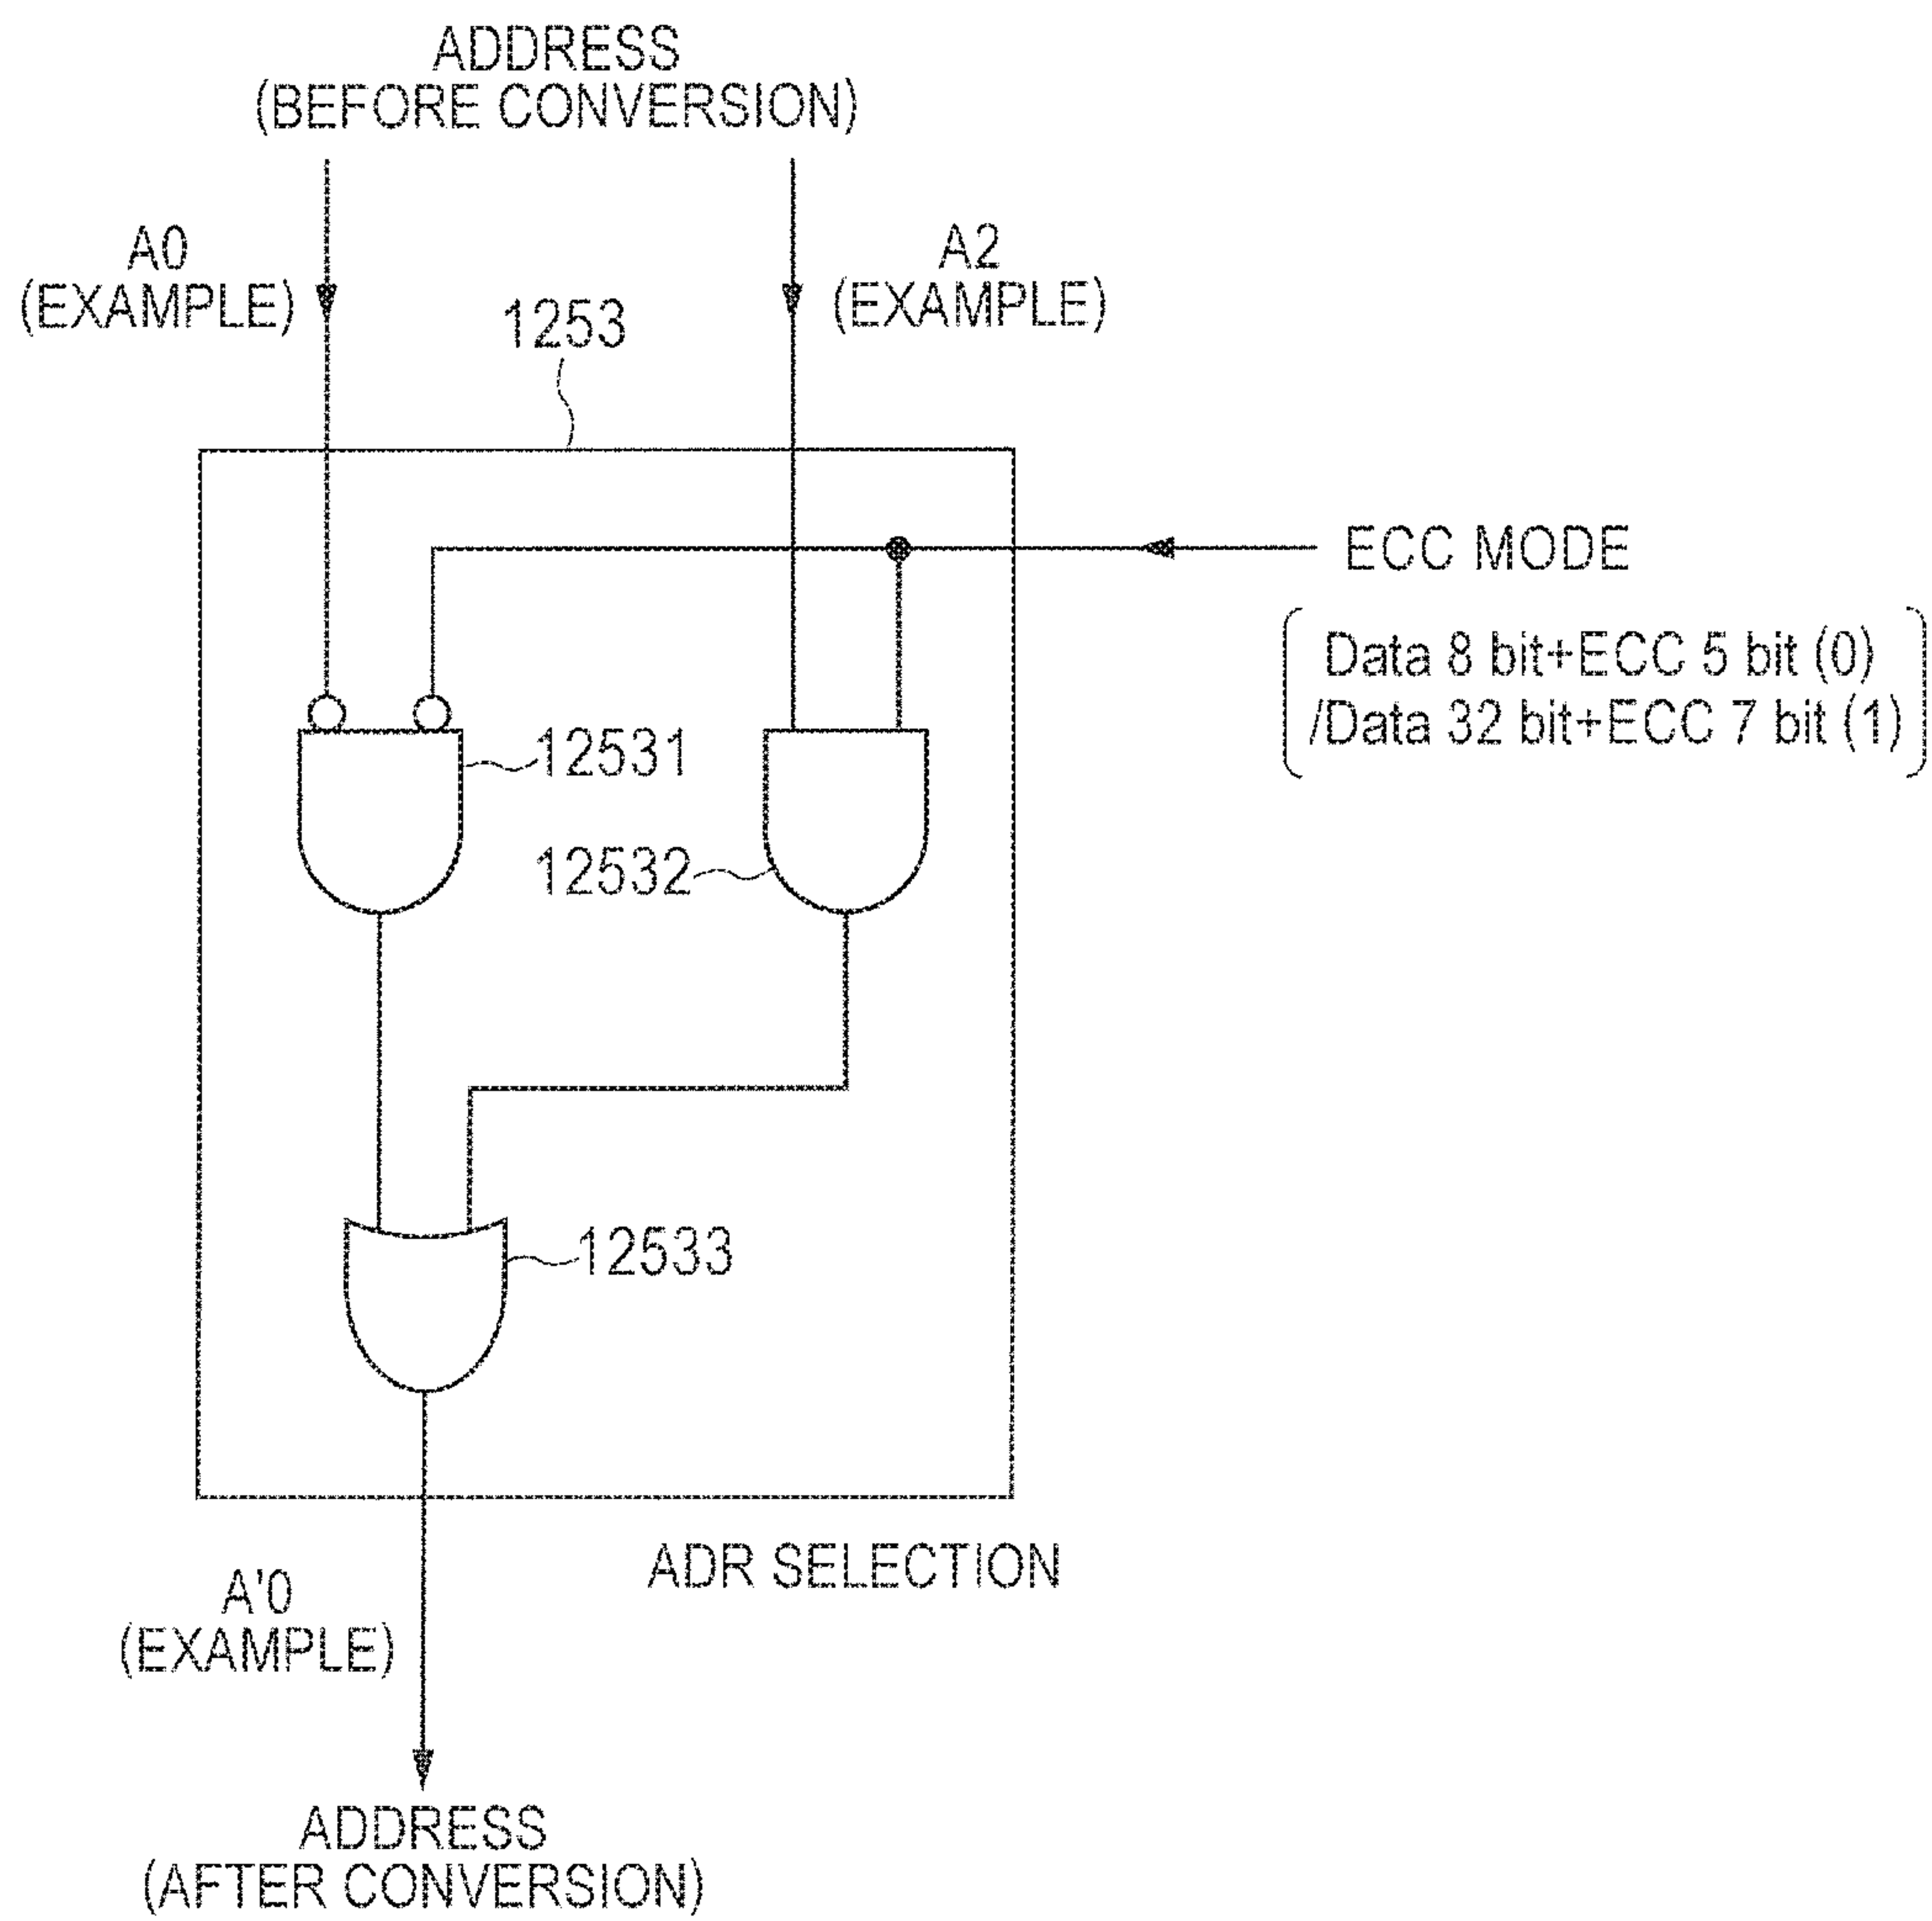 ADDRESS
(BEFORE CONVERSION)
A0
(EXAMPLE)
A2
(EXAMPLE)
1253
ECC MODE
Data 8 bit+ECC 5 bit (0)
/Data 32 bit+ECC 7 bit (1)
12531
12532
12533
ADR SELECTION
A'0
(EXAMPLE)
ADDRESS
(AFTER CONVERSION)